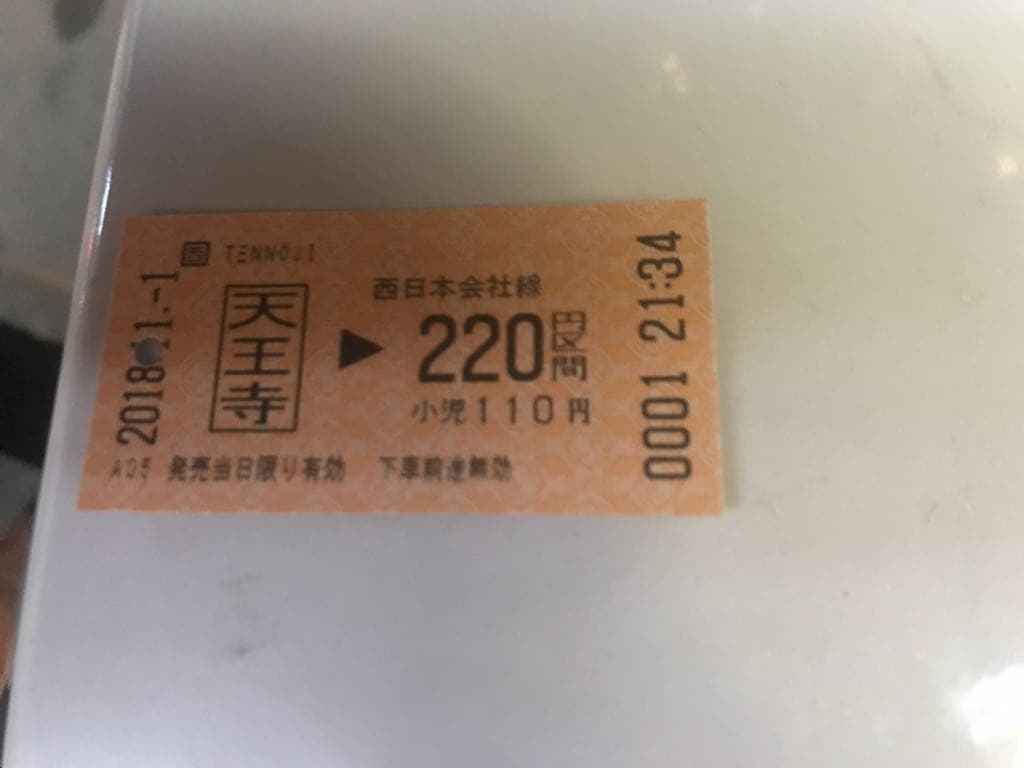 西 TENNOJI
天王寺
▶
西日本会社線
220円区間
小児110円
2018.11.-1
0001 21:34
A05 発売当日限り有効 下車前途無効